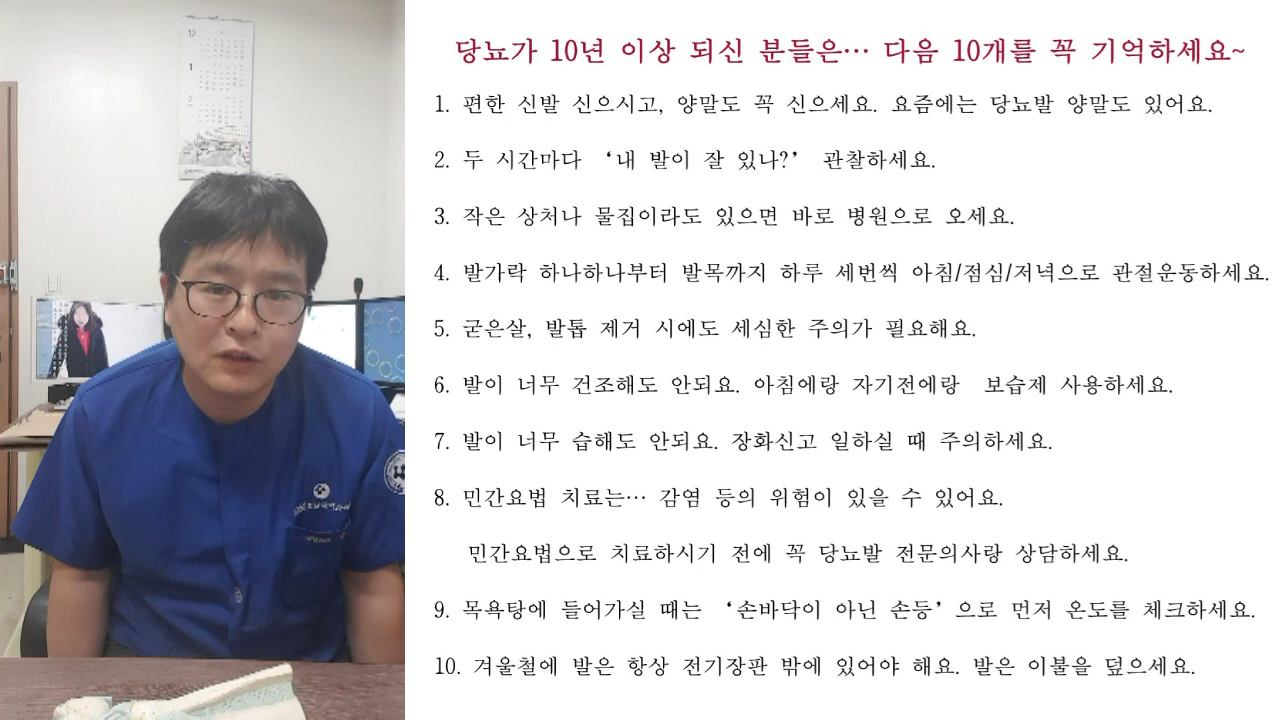 당뇨가 10년 이상 되신 분들은… 다음 10개를 꼭 기억하세요~
1. 편한 신발 신으시고, 양말도 꼭 신으세요. 요즘에는 당뇨발 양말도 있어요.
2. 두 시간마다 ‘내 발이 잘 있나?’ 관찰하세요.
3. 작은 상처나 물집이라도 있으면 바로 병원으로 오세요.
4. 발가락 하나하나부터 발목까지 하루 세번씩 아침/점심/저녁으로 관절운동하세요.
5. 굳은살, 발톱 제거 시에도 세심한 주의가 필요해요.
6. 발이 너무 건조해도 안되요. 아침에랑 자기전에랑 보습제 사용하세요.
7. 발이 너무 습해도 안되요. 장화신고 일하실 때 주의하세요.
8. 민간요법 치료는… 감염 등의 위험이 있을 수 있어요.
민간요법으로 치료하시기 전에 꼭 당뇨발 전문의사랑 상담하세요.
9. 목욕탕에 들어가실 때는 ‘손바닥이 아닌 손등’으로 먼저 온도를 체크하세요.
10. 겨울철에 발은 항상 전기장판 밖에 있어야 해요. 발은 이불을 덮으세요.
12
1
2